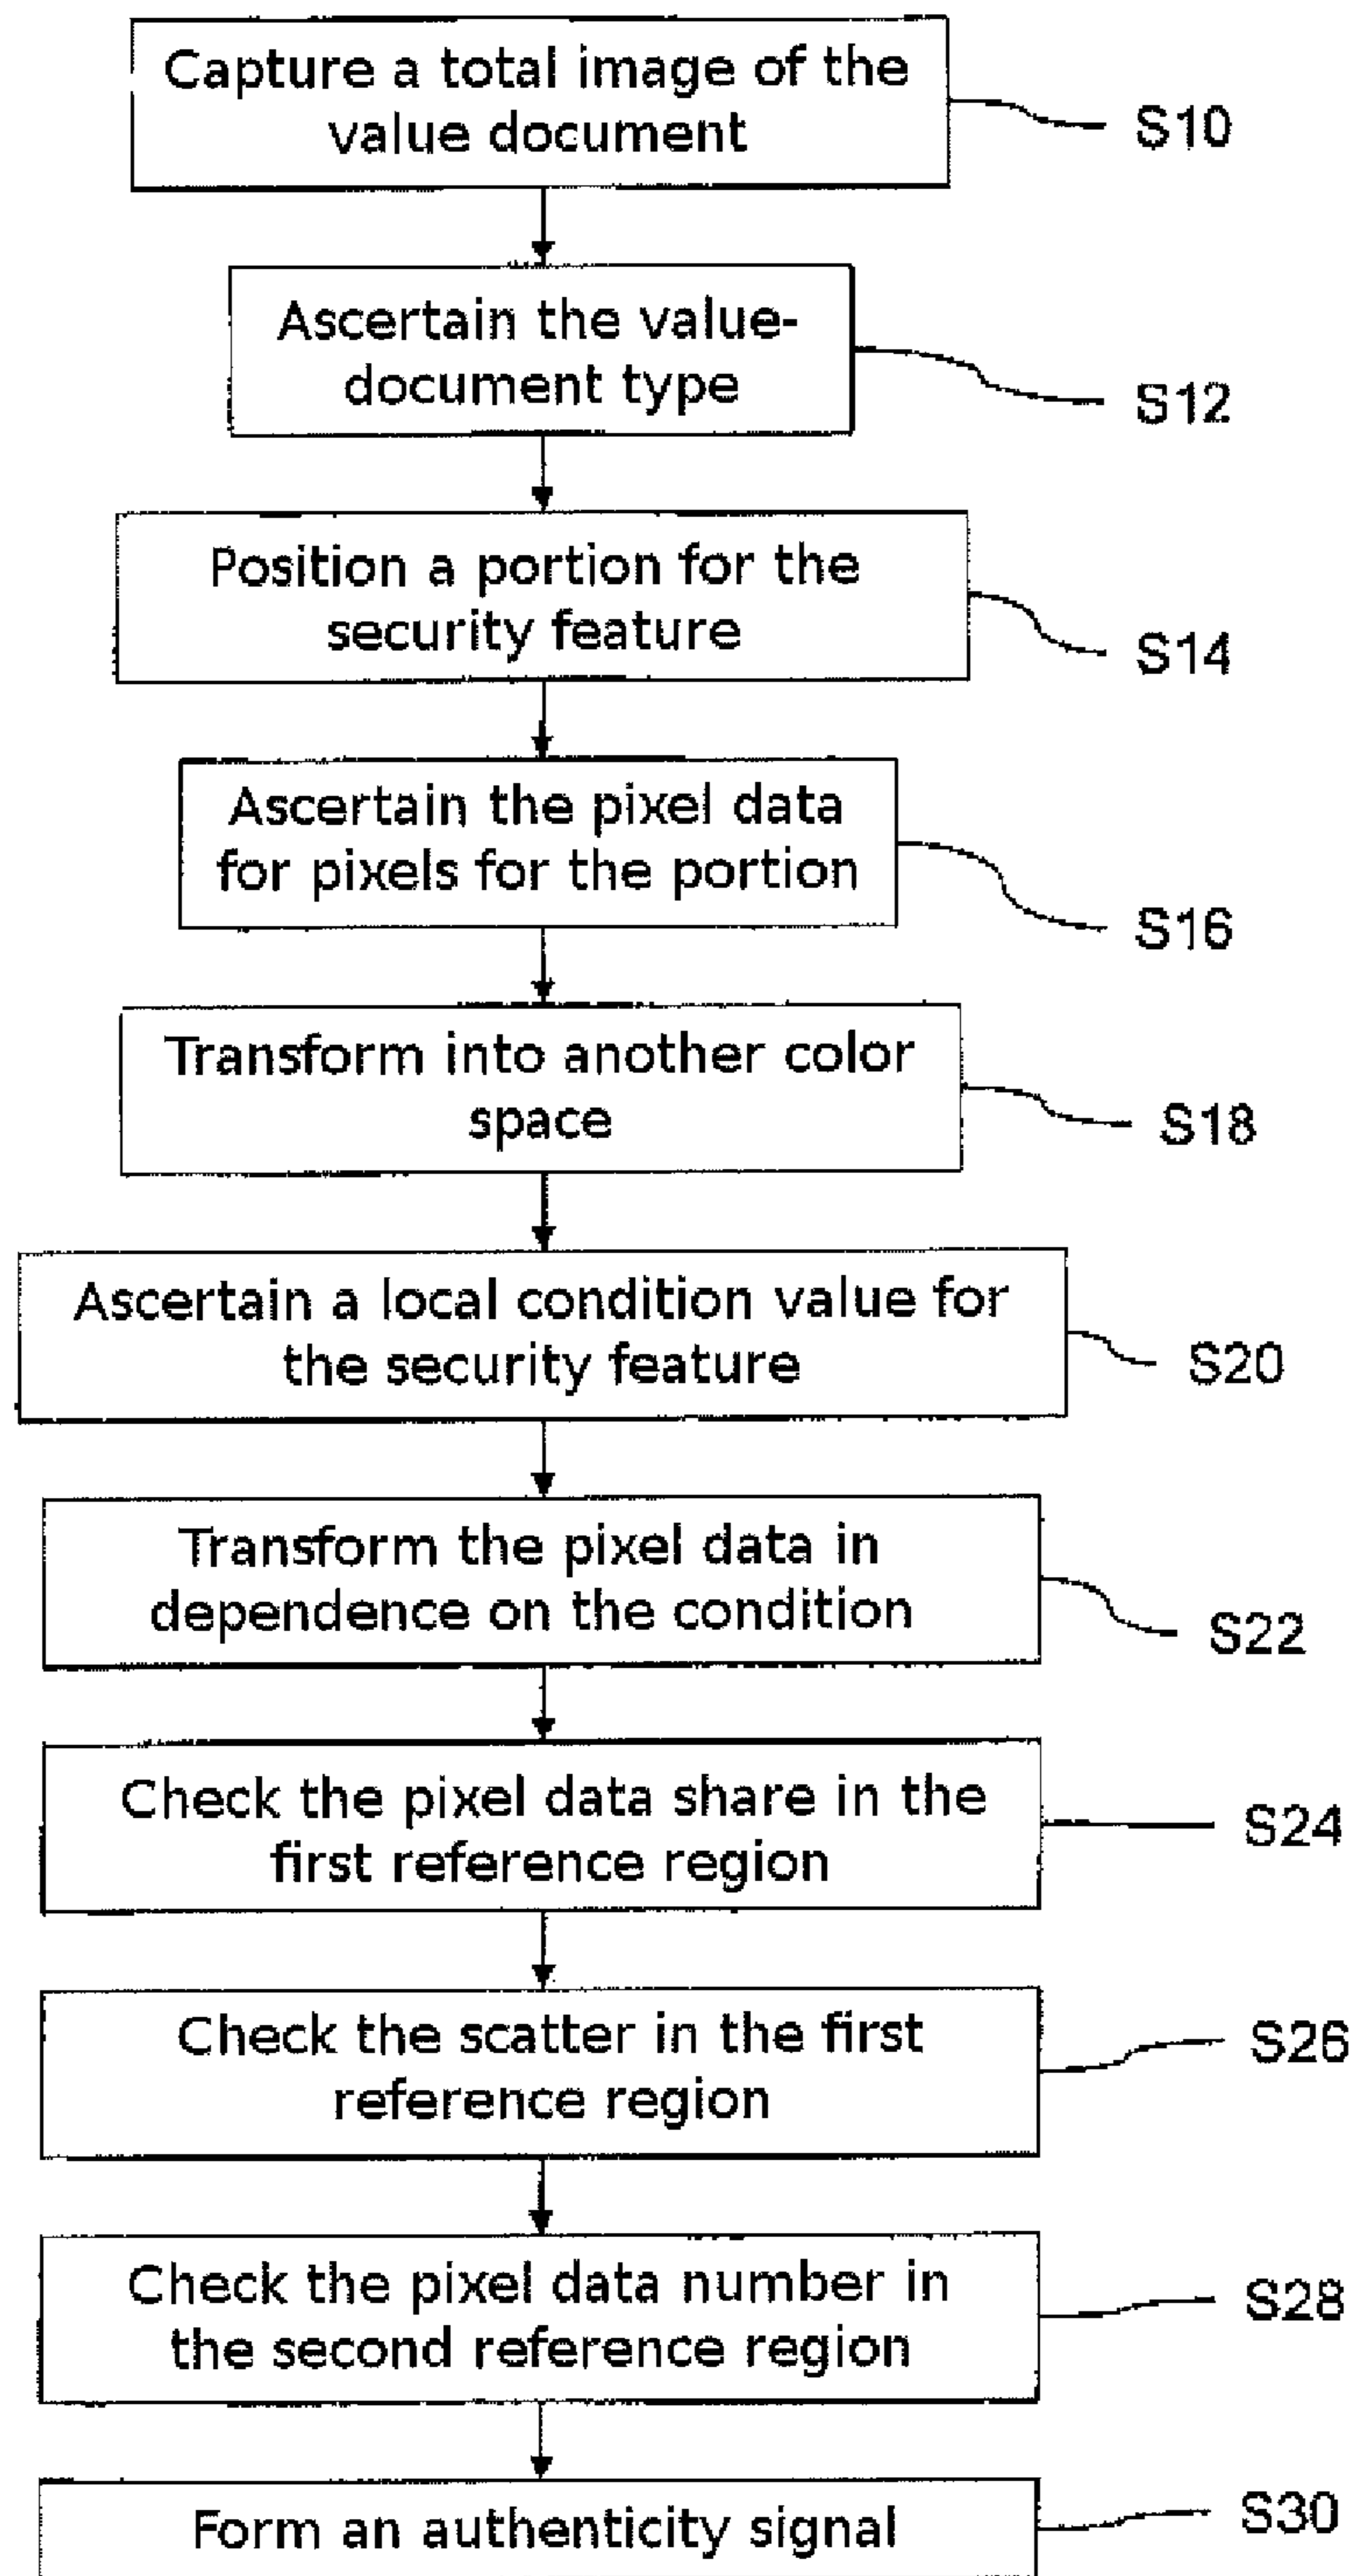 Capture a total image of the
value document
S10
Ascertain the value-
document type
S12
Position a portion for the
security feature
S14
Ascertain the pixel data
for pixels for the portion
S16
Transform into another color
space
S18
Ascertain a local condition value for
the security feature
S20
Transform the pixel data in
dependence on the condition
S22
Check the pixel data share in the
first reference region
S24
Check the scatter in the first
reference region
S26
Check the pixel data number in
the second reference region
S28
Form an authenticity signal
S30